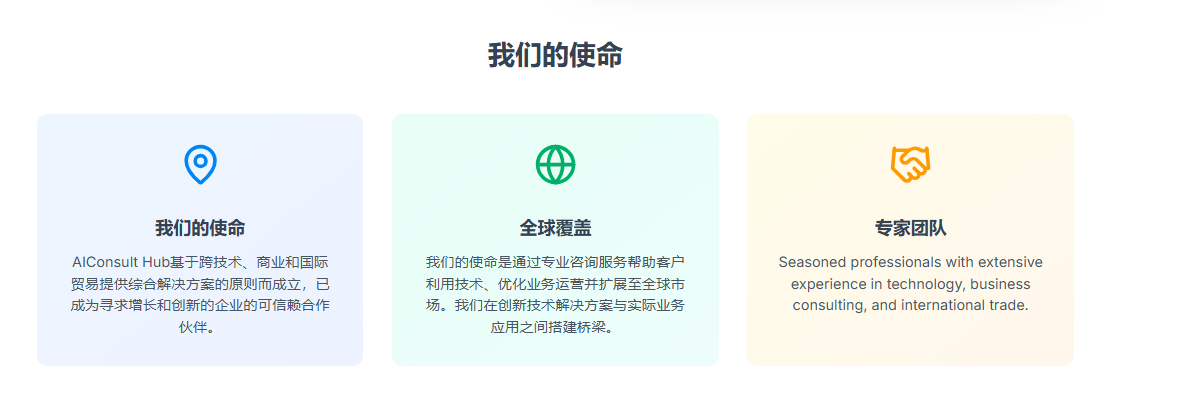 我们的使命
我们的使命
AIConsult Hub基于跨技术、商业和国际
贸易提供综合解决方案的原则而成立，已
成为寻求增长和创新的企业的可信赖合作
伙伴。
全球覆盖
我们的使命是通过专业咨询服务帮助客户
利用技术、优化业务运营并扩展至全球市
场。我们在创新技术解决方案与实际业务
应用之间搭建桥梁。
专家团队
Seasoned professionals with extensive
experience in technology, business
consulting, and international trade.